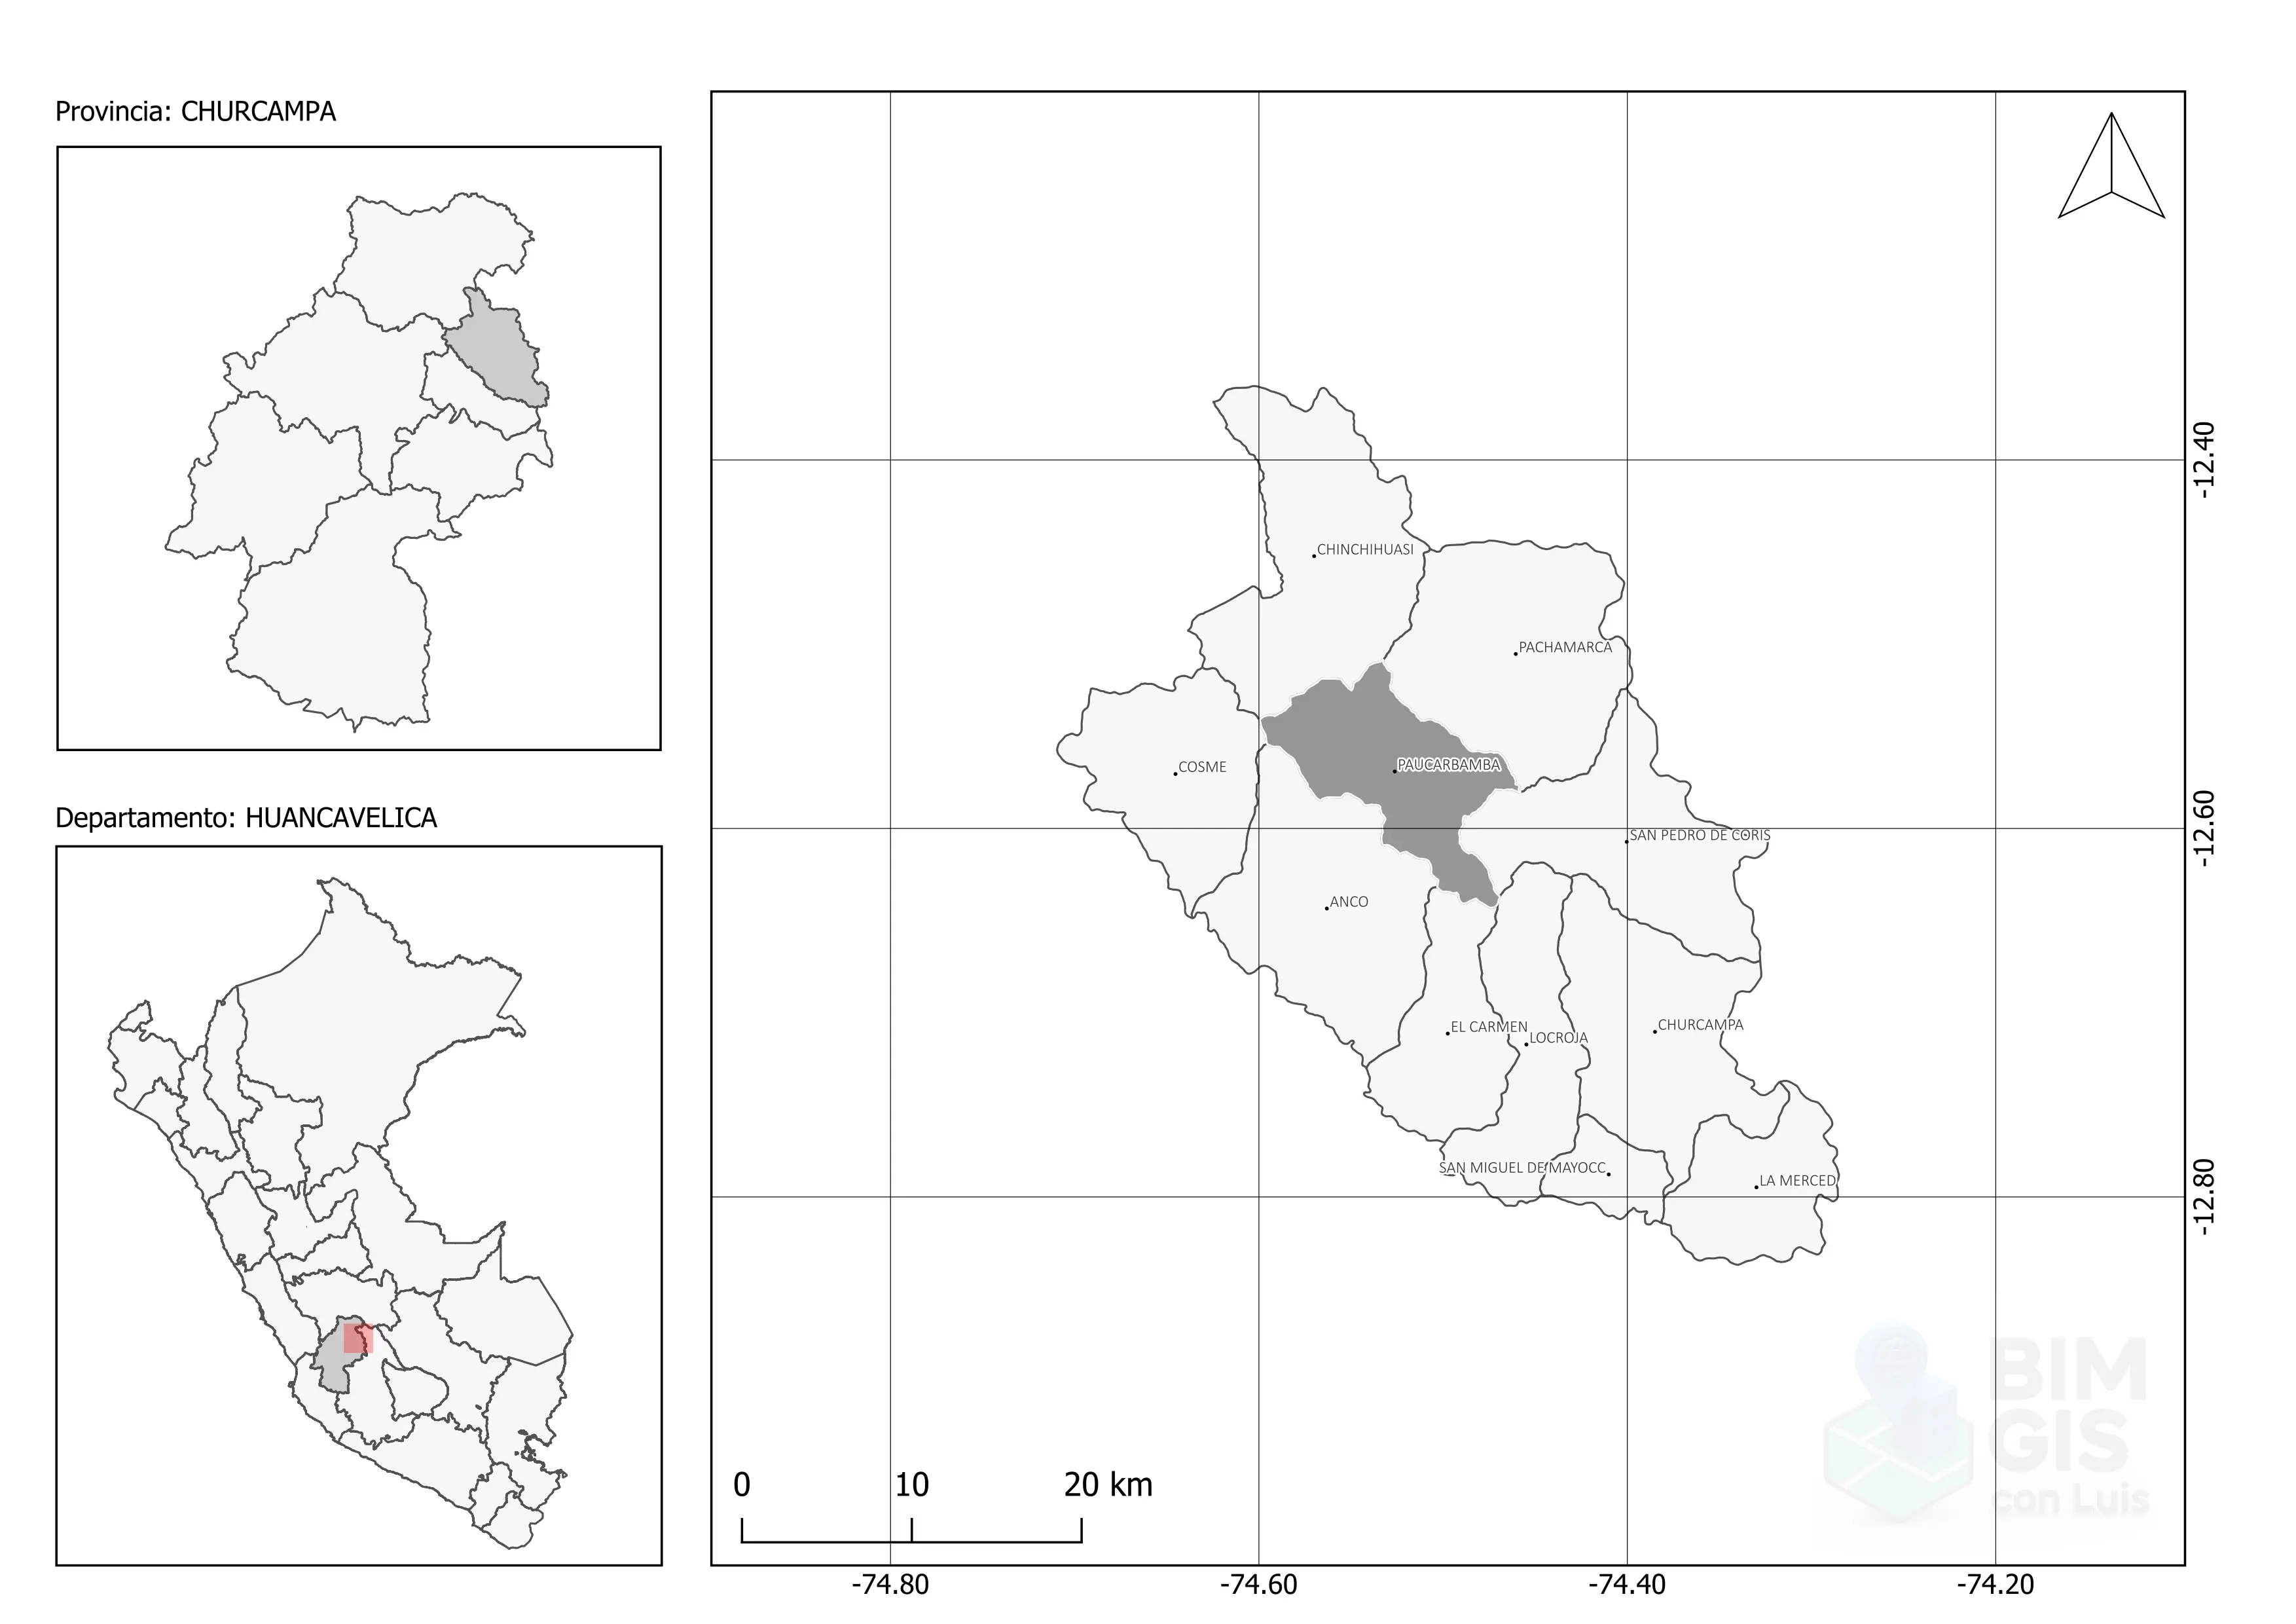 Provincia: CHURCAMPA
Departamento: HUANCAVELICA
CHINCHIHUASI
PACHAMARCA
COSME
PAUCARBAMBA
SAN PEDRO DE CORIS
ANCO
EL CARMEN
LOCROJA
CHURCAMPA
SAN MIGUEL DE MAYOCC
LA MERCED
-12.40
-12.60
-12.80
BIM
GIS
con Luis
0 10 20 km
-74.80 -74.60 -74.40 -74.20